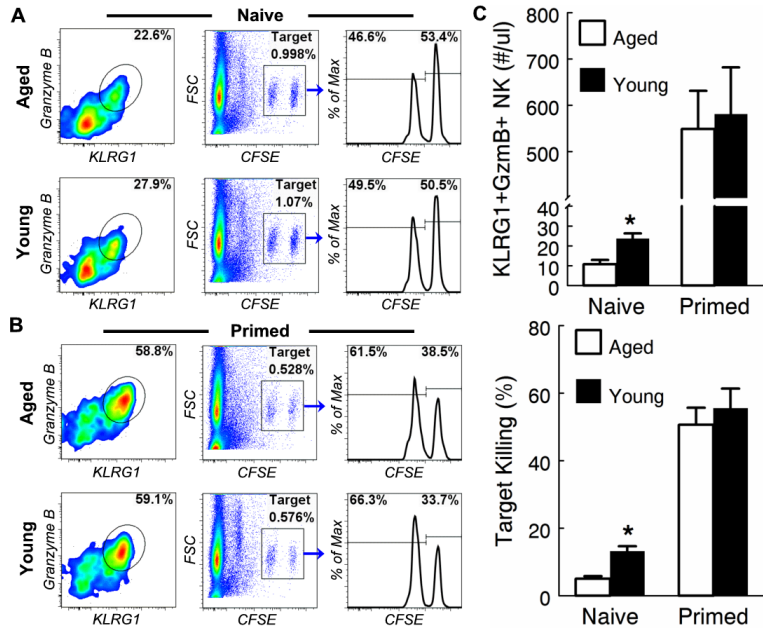 A
Naive
Aged
Granzyme B
22.6%
KLRG1
FSC
Target
0.998%
CFSE
% of Max
46.6%
53.4%
CFSE
Young
Granzyme B
27.9%
KLRG1
FSC
Target
1.07%
CFSE
% of Max
49.5%
50.5%
CFSE
B
Primed
Aged
Granzyme B
58.8%
KLRG1
FSC
Target
0.528%
CFSE
% of Max
61.5%
38.5%
CFSE
Young
Granzyme B
59.1%
KLRG1
FSC
Target
0.576%
CFSE
% of Max
66.3%
33.7%
CFSE
C
KLRG1+GzmB+ NK (#/ul)
800
700
600
500
40
30
20
10
0
Aged
Young
*
Naive
Primed
Target Killing (%)
80
60
40
20
0
Aged
Young
*
Naive
Primed